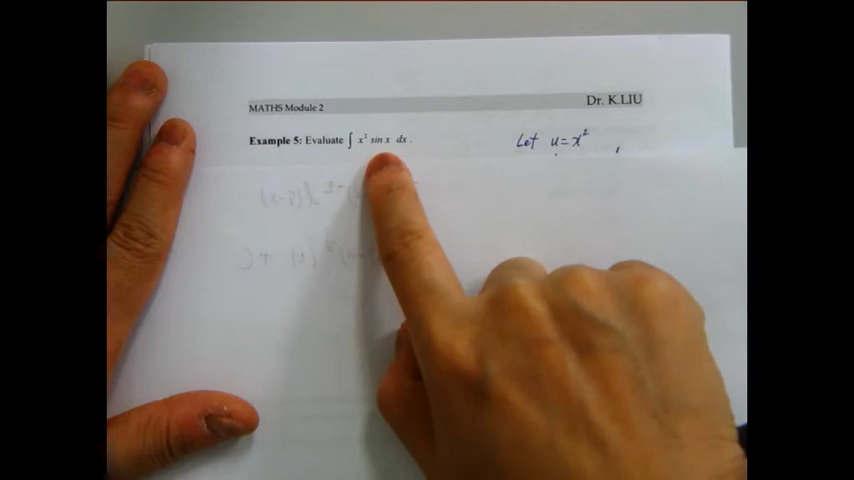 MATHS Module 2
Dr. K.LIU
Example 5: Evaluate ∫ x² sin x dx .
Let u = x²